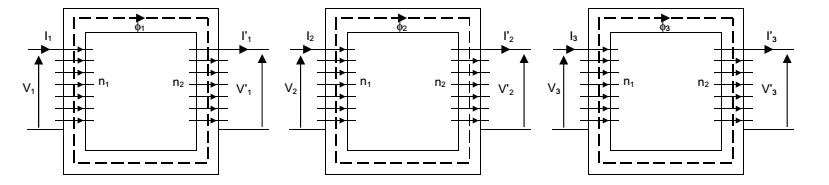 ϕ1 ϕ2 ϕ3
I1 I'1 I2 I'2 I3 I'3
V1 n1 n2 V'1 V2 n1 n2 V'2 V3 n1 n2 V'3